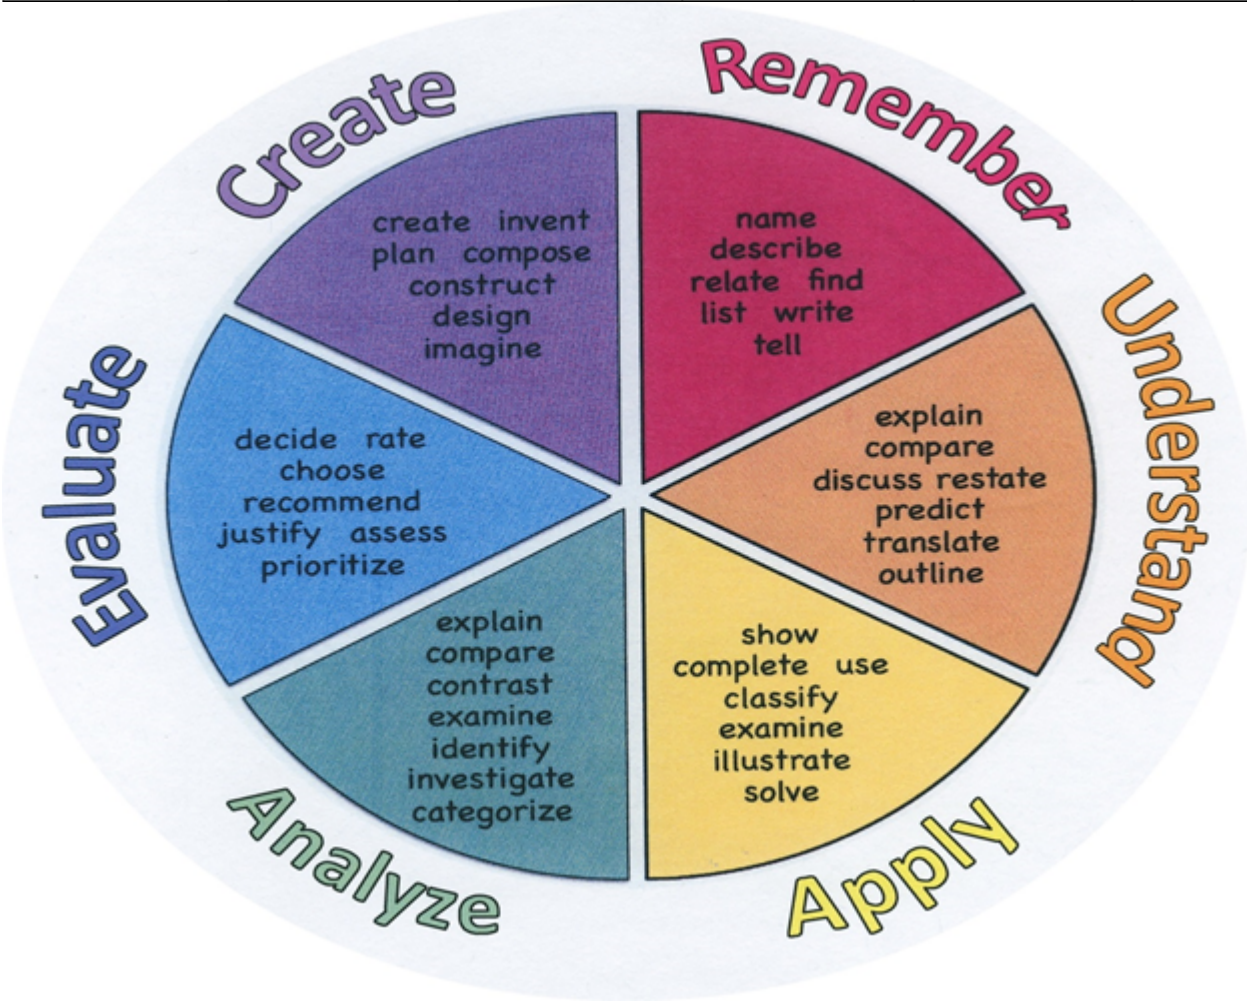 Remember
name
describe
relate find
list write
tell
Understand
explain
compare
discuss restate
predict
translate
outline
Apply
show
complete use
classify
examine
illustrate
solve
Analyze
explain
compare
contrast
examine
identify
investigate
categorize
Evaluate
decide rate
choose
recommend
justify assess
prioritize
Create
create invent
plan compose
construct
design
imagine